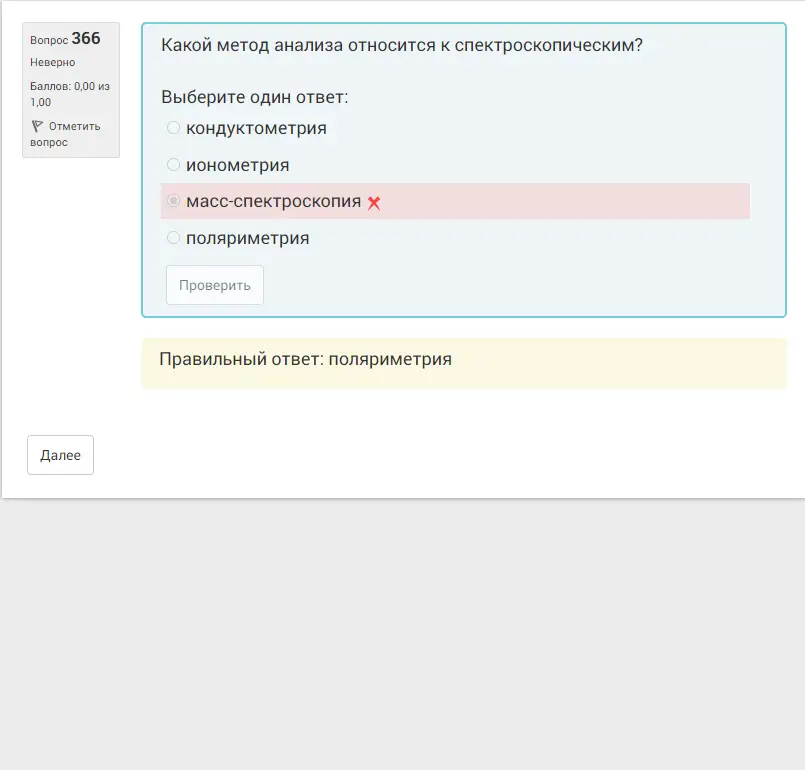 Вопрос 366
Неверно
Баллов: 0,00 из
1,00
Отметить
вопрос
Какой метод анализа относится к спектроскопическим?
Выберите один ответ:
кондуктометрия
ионометрия
масс-спектроскопия
поляриметрия
Проверить
Правильный ответ: поляриметрия
Далее